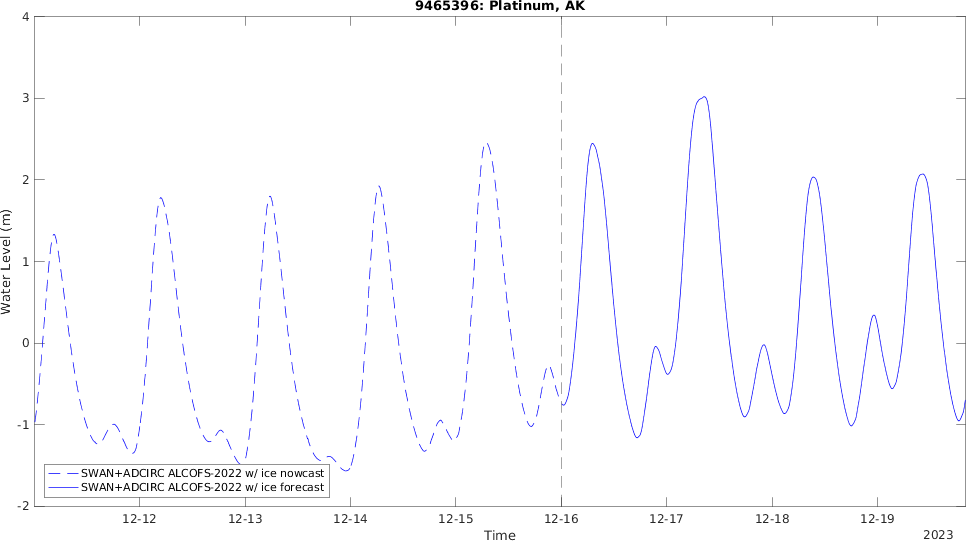 9465396: Platinum, AK
4
3
2
1
0
-1
-2
Water Level (m)
SWAN+ADCIRC ALCOFS-2022 w/ ice nowcast
SWAN+ADCIRC ALCOFS-2022 w/ ice forecast
12-12 12-13 12-14 12-15 12-16 12-17 12-18 12-19
Time
2023